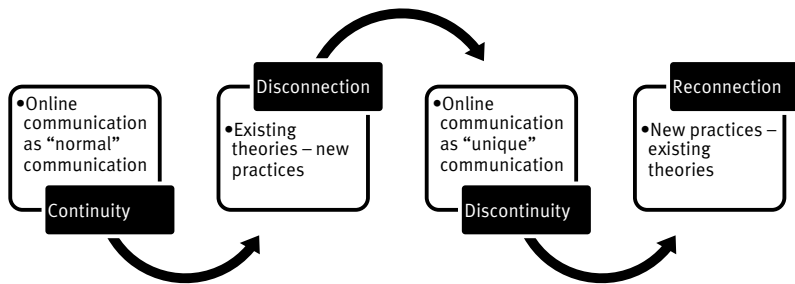 •Online
communication
as “normal”
communication
Continuity
Disconnection
•Existing
theories – new
practices
•Online
communication
as “unique”
communication
Discontinuity
Reconnection
•New practices –
existing
theories